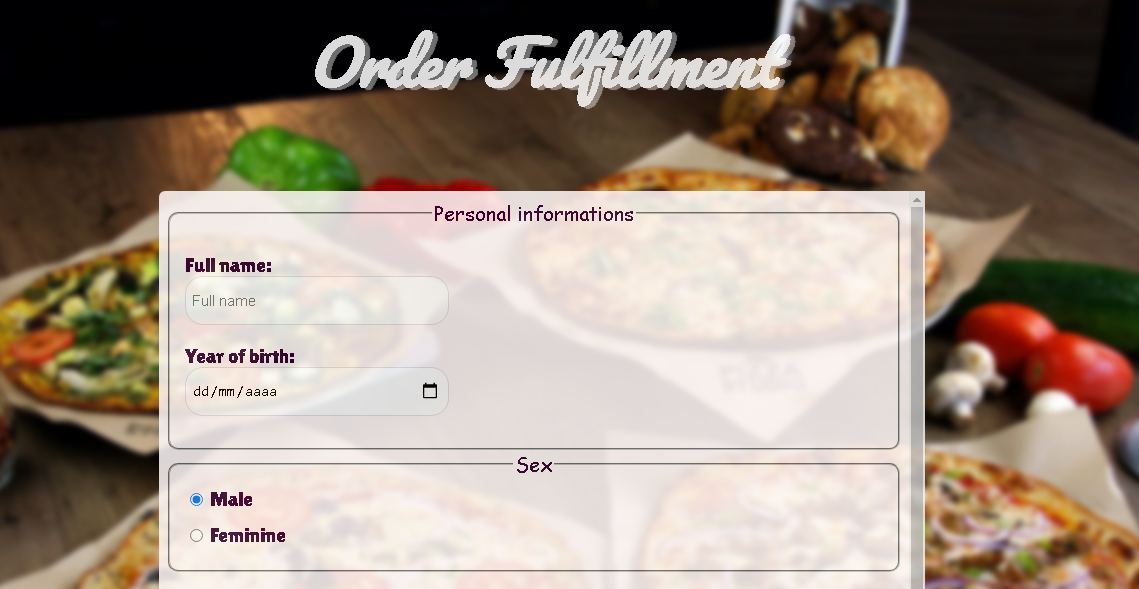 Order Fulfillment
Personal informations
Full name:
Full name
Year of birth:
dd/mm/aaaa
Sex
Male
Feminine